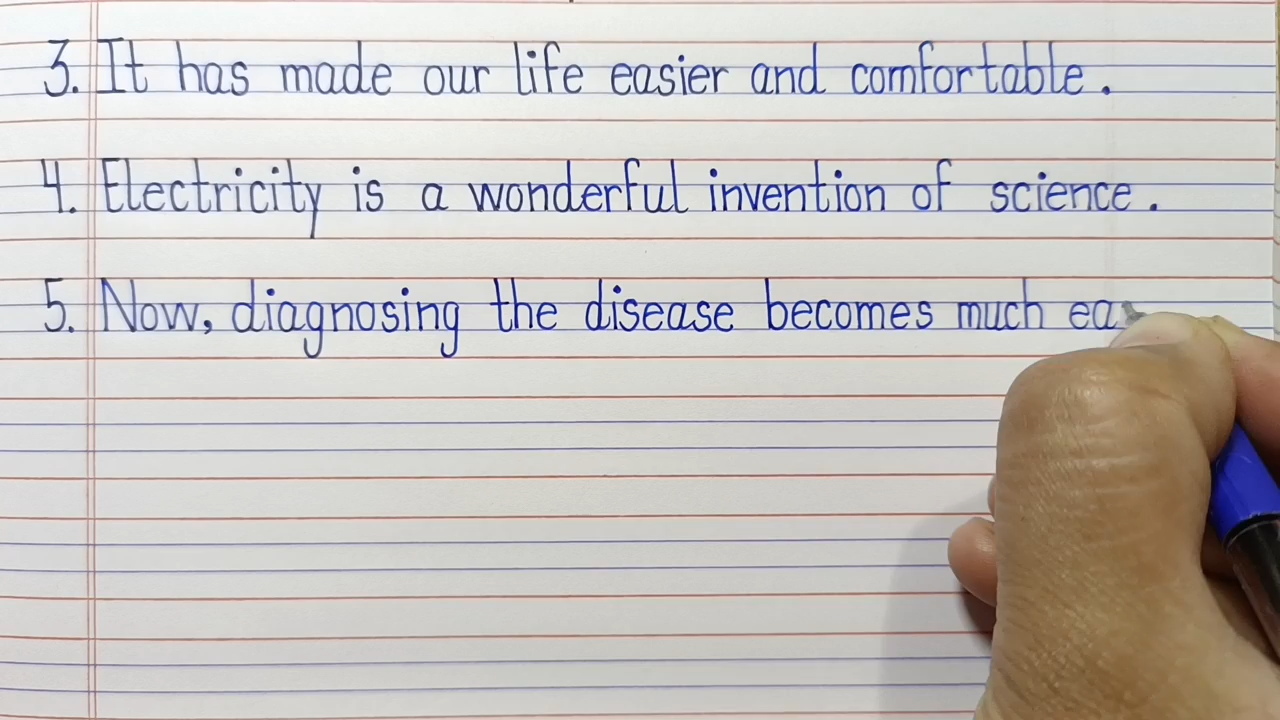 3. It has made our life easier and comfortable.
4. Electricity is a wonderful invention of science.
5. Now, diagnosing the disease becomes much ea